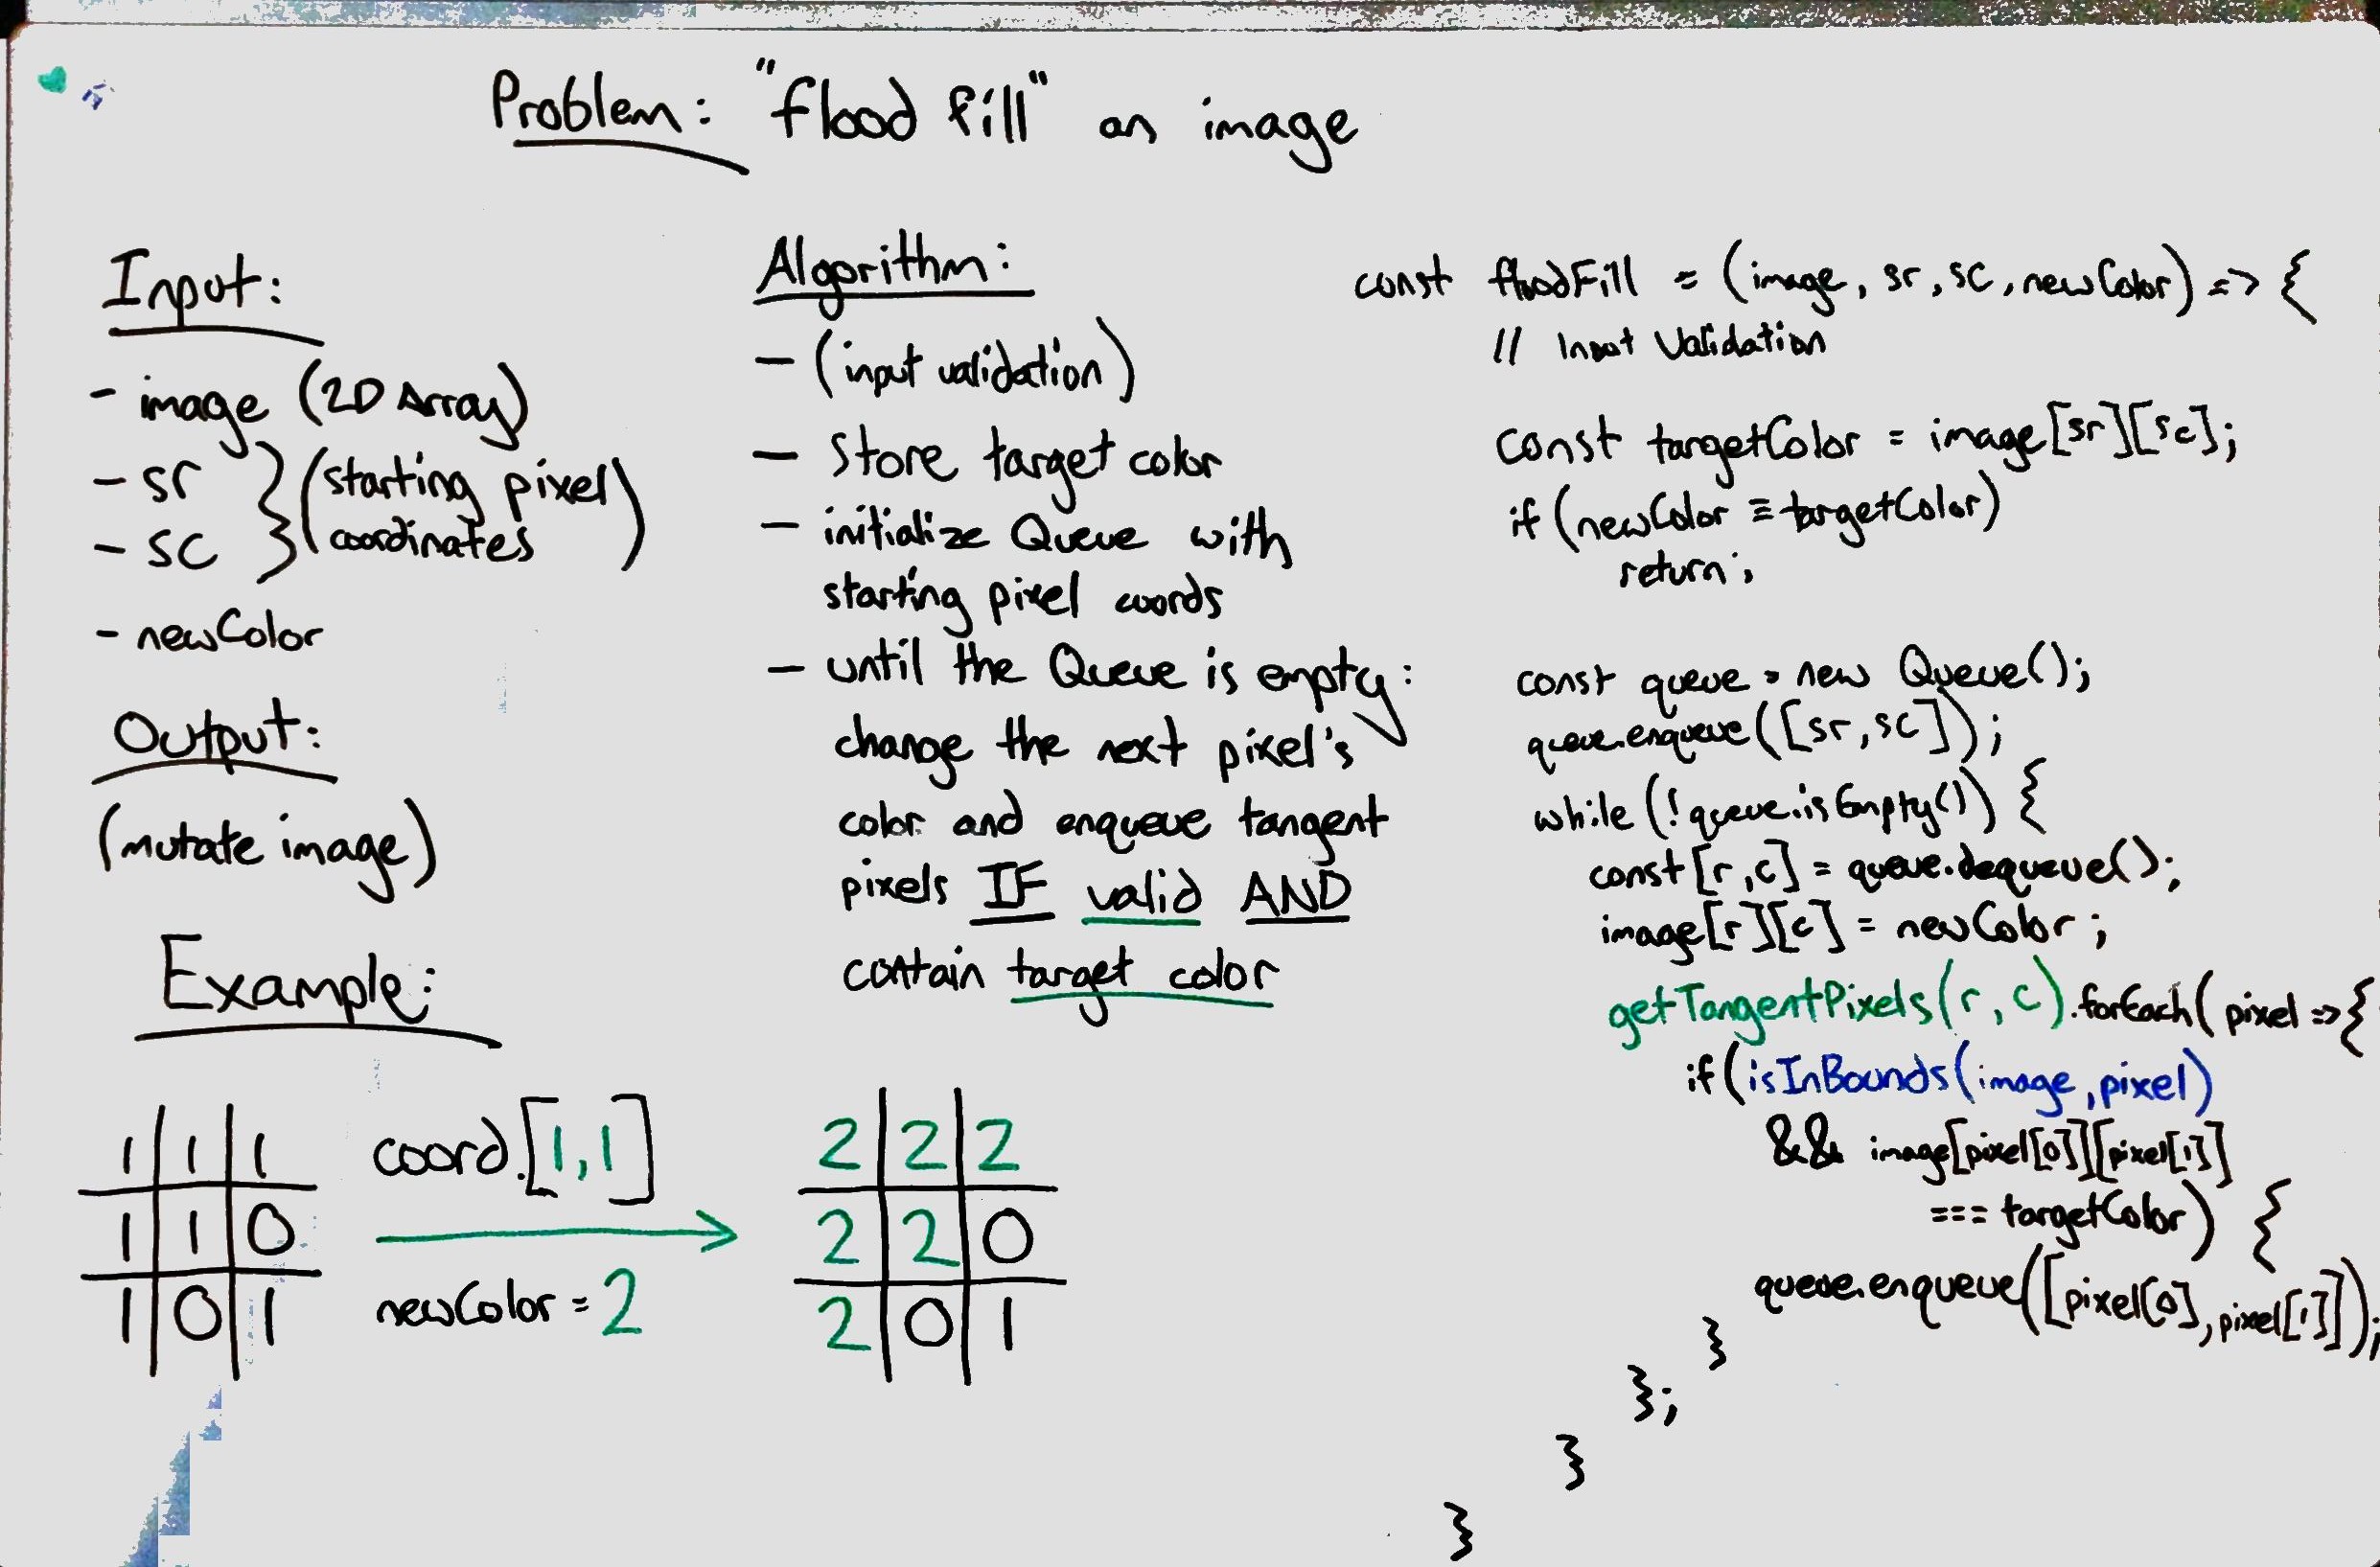 Problem: "flood fill" an image
Input:
- image (2D Array)
- sr } (starting pixel
- sc } coordinates)
- newColor
Output:
(mutate image)
Example:
1 1 1
1 1 0
1 0 1
coord. [1,1]
newColor = 2
2 2 2
2 2 0
2 0 1
Algorithm:
- (input validation)
- store target color
- initialize Queue with
starting pixel coords
- until the Queue is empty:
change the next pixel's
color and enqueue tangent
pixels IF valid AND
contain target color
const floodFill = (image, sr, sc, newColor) => {
// Input Validation
const targetColor = image[sr][sc];
if (newColor === targetColor)
return;
const queue = new Queue();
queue.enqueue([sr, sc]);
while (!queue.isEmpty()) {
const [r,c] = queue.dequeue();
image[r][c] = newColor;
getTangentPixels(r, c).forEach( pixel => {
if (isInBounds(image, pixel)
&& image[pixel[0]][pixel[1]]
=== targetColor) {
queue.enqueue([pixel[0], pixel[1]]);
}
};
}
}